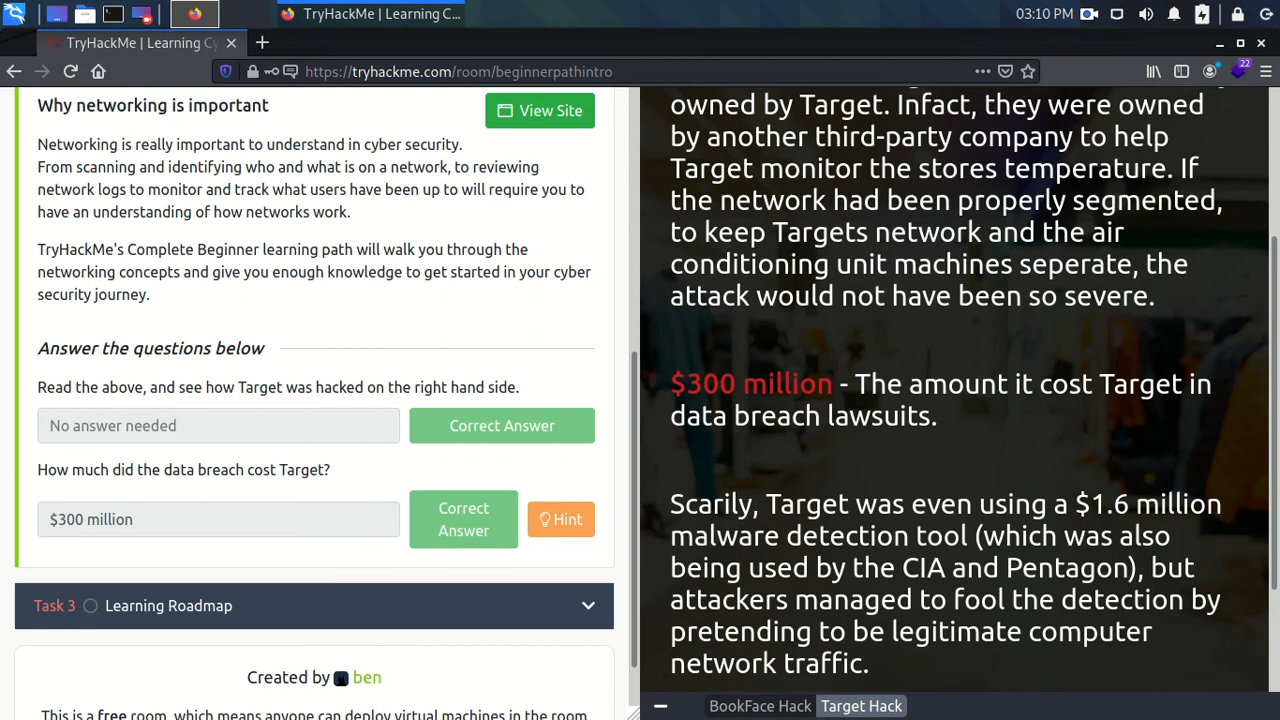 TryHackMe | Learning C...
03:10 PM
TryHackMe | Learning Cy
https://tryhackme.com/room/beginnerpathintro
22
Why networking is important
View Site
Networking is really important to understand in cyber security.
From scanning and identifying who and what is on a network, to reviewing
network logs to monitor and track what users have been up to will require you to
have an understanding of how networks work.
TryHackMe's Complete Beginner learning path will walk you through the
networking concepts and give you enough knowledge to get started in your cyber
security journey.
Answer the questions below
Read the above, and see how Target was hacked on the right hand side.
No answer needed
Correct Answer
How much did the data breach cost Target?
$300 million
Correct
Answer
Hint
Task 3
Learning Roadmap
Created by ben
This is a free room, which means anyone can deploy virtual machines in the room
owned by Target. Infact, they were owned
by another third-party company to help
Target monitor the stores temperature. If
the network had been properly segmented,
to keep Targets network and the air
conditioning unit machines seperate, the
attack would not have been so severe.
$300 million - The amount it cost Target in
data breach lawsuits.
Scarily, Target was even using a $1.6 million
malware detection tool (which was also
being used by the CIA and Pentagon), but
attackers managed to fool the detection by
pretending to be legitimate computer
network traffic.
BookFace Hack
Target Hack